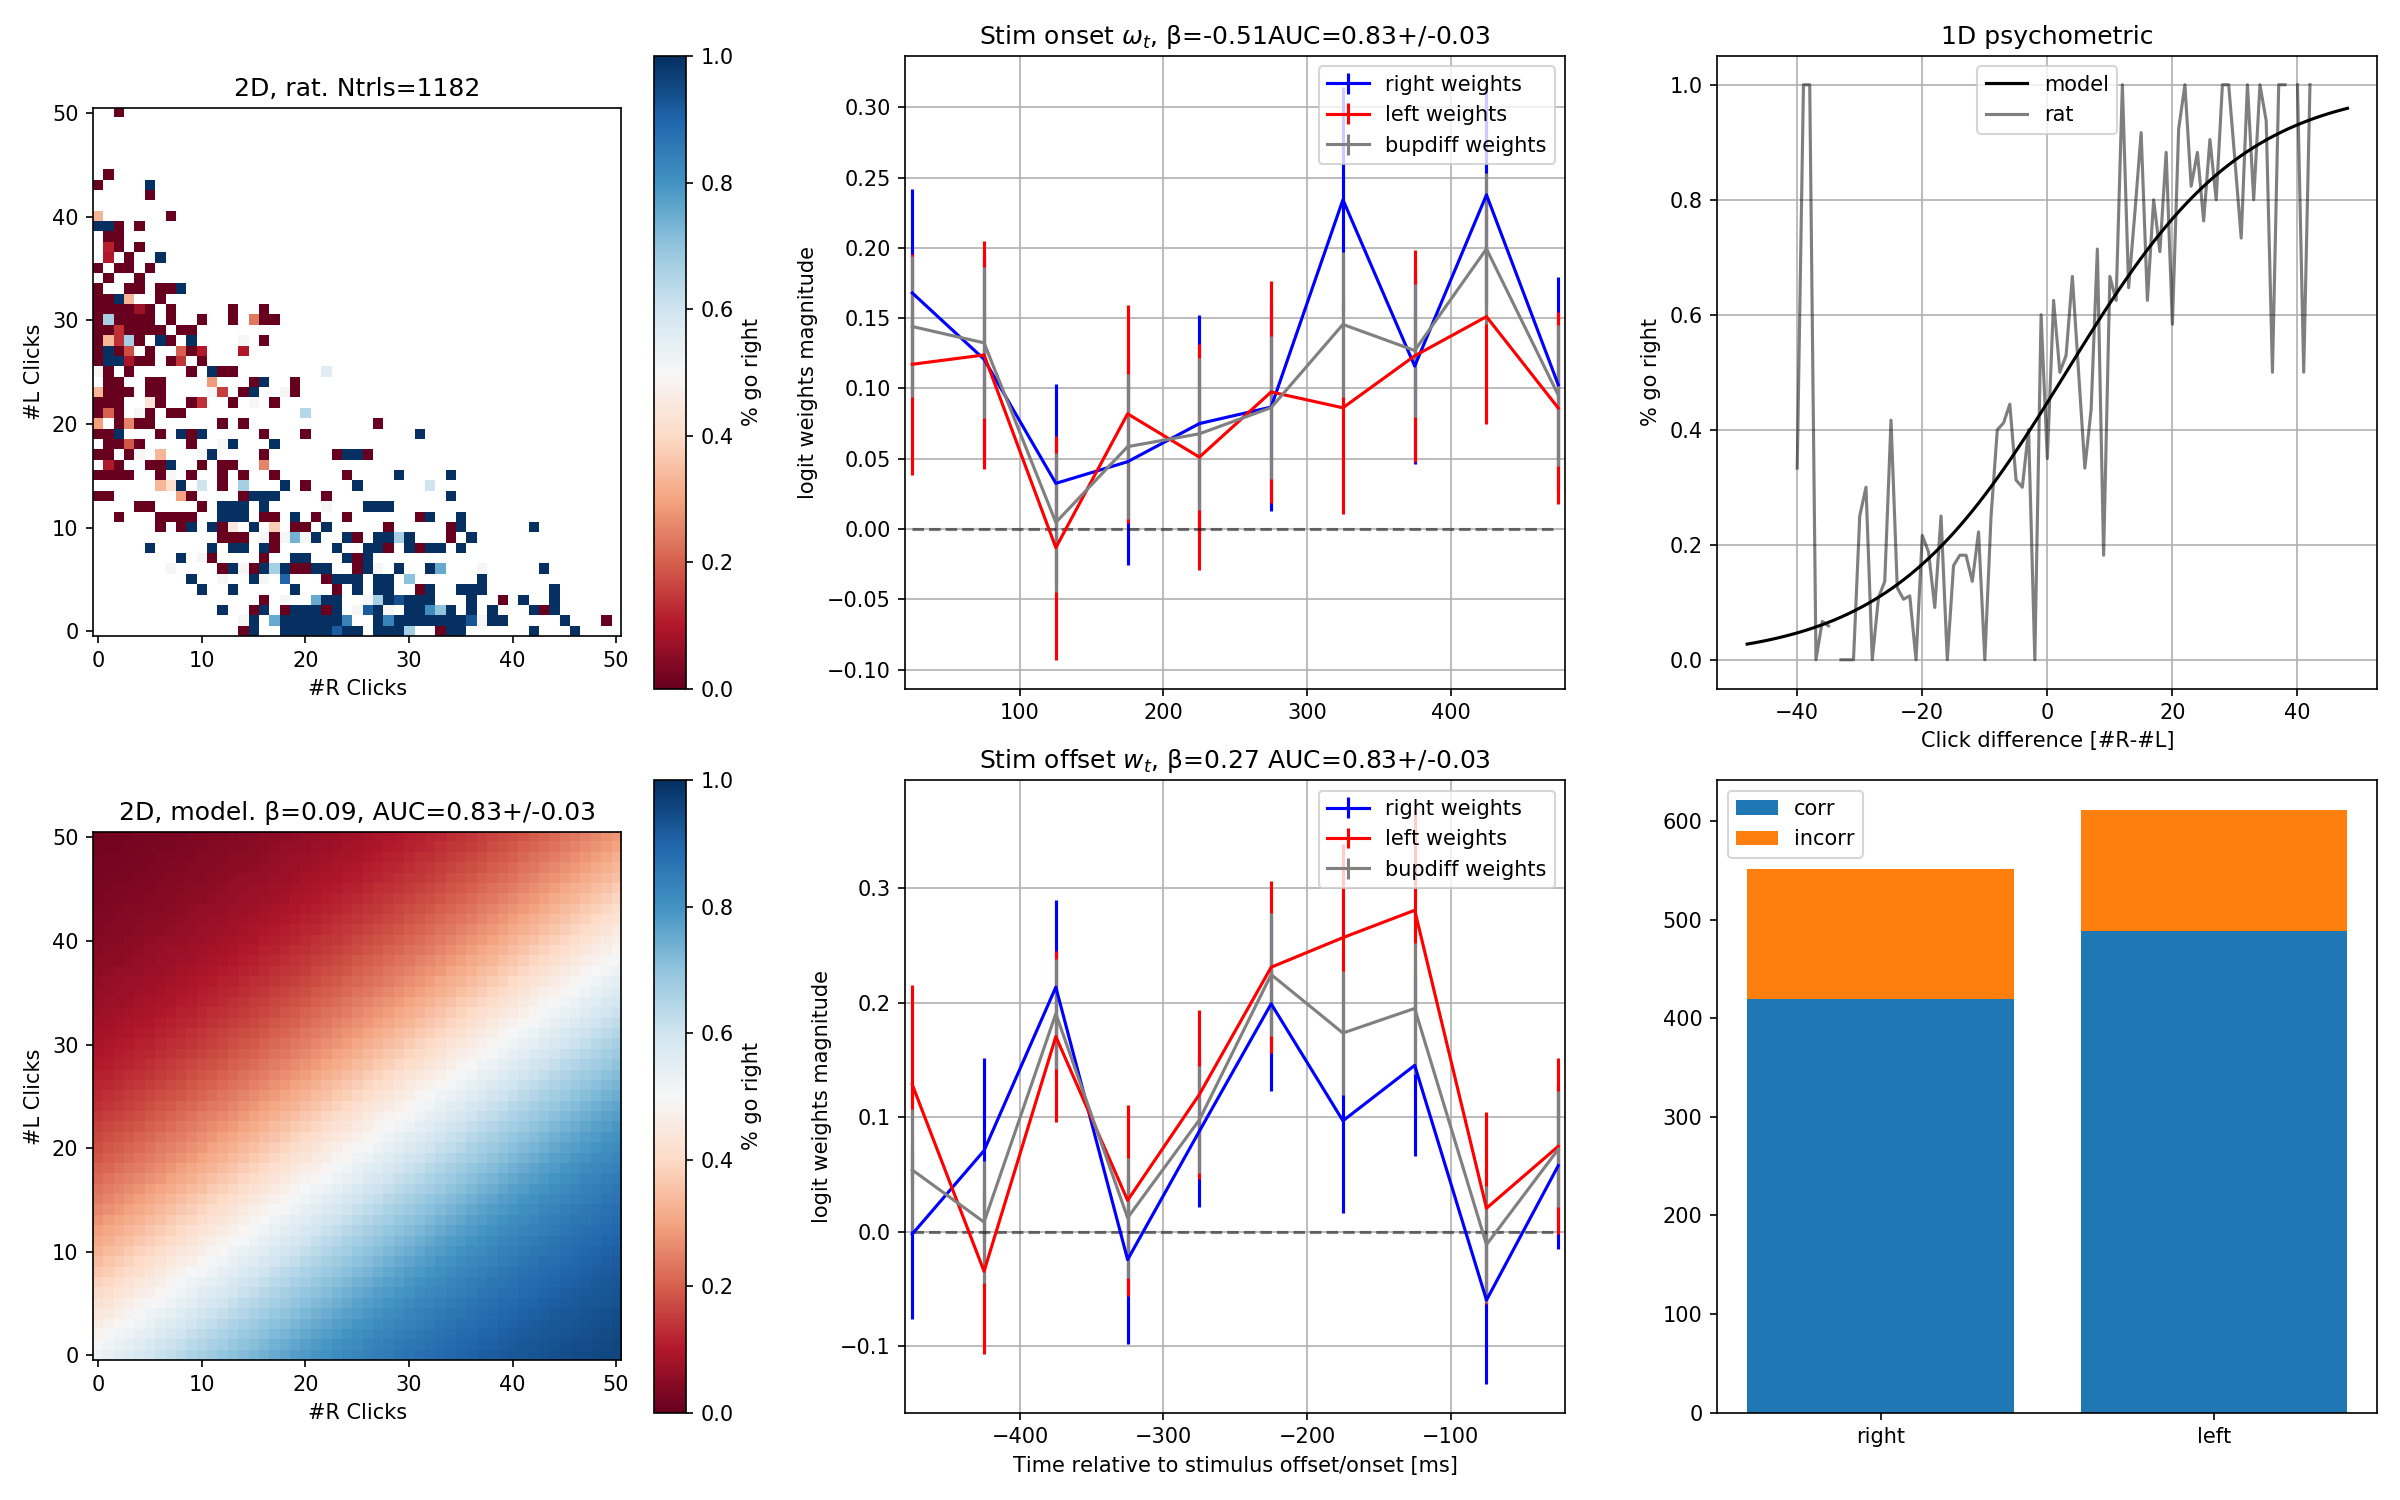 2D, rat. Ntrls=1182
50
40
30
20
10
0
#L Clicks
0 10 20 30 40 50
#R Clicks
1.0
0.8
0.6
0.4
0.2
0.0
% go right
Stim onset ωt, β=-0.51AUC=0.83+/-0.03
right weights
left weights
bupdiff weights
0.30
0.25
0.20
0.15
0.10
0.05
0.00
−0.05
−0.10
logit weights magnitude
100 200 300 400
1D psychometric
model
rat
1.0
0.8
0.6
0.4
0.2
0.0
% go right
−40 −20 0 20 40
Click difference [#R-#L]
2D, model. β=0.09, AUC=0.83+/-0.03
50
40
30
20
10
0
#L Clicks
0 10 20 30 40 50
#R Clicks
1.0
0.8
0.6
0.4
0.2
0.0
% go right
Stim offset wt, β=0.27 AUC=0.83+/-0.03
right weights
left weights
bupdiff weights
0.3
0.2
0.1
0.0
−0.1
logit weights magnitude
−400 −300 −200 −100
Time relative to stimulus offset/onset [ms]
corr
incorr
600
500
400
300
200
100
0
right left